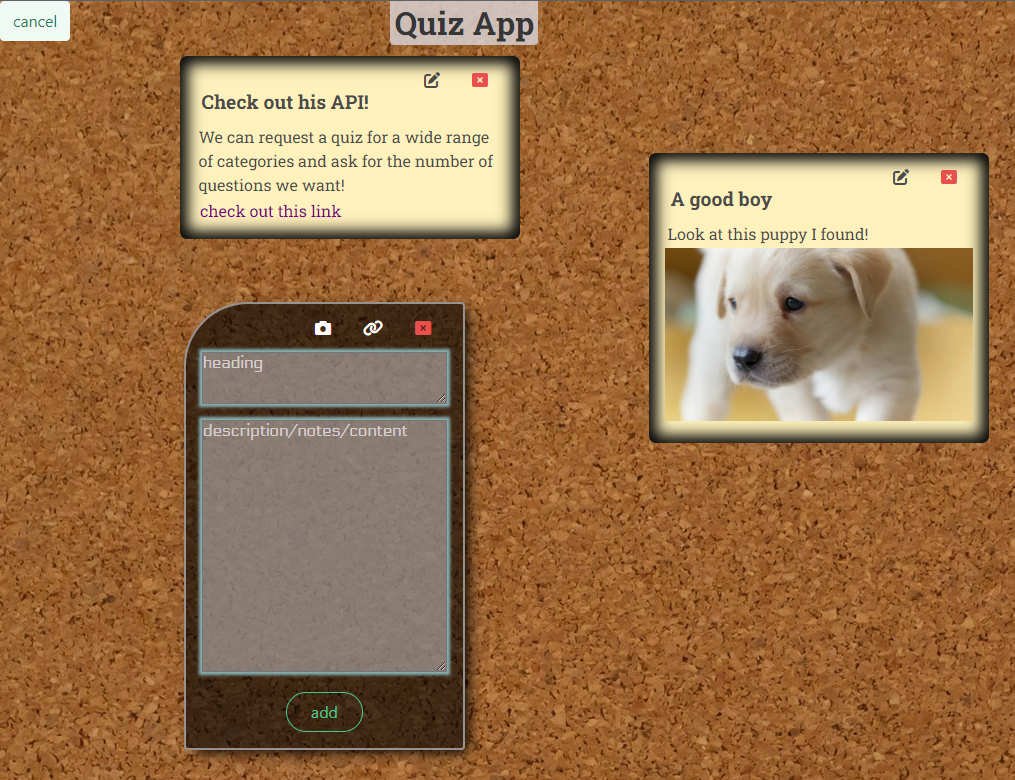 cancel
Quiz App
Check out his API!
We can request a quiz for a wide range
of categories and ask for the number of
questions we want!
check out this link
A good boy
Look at this puppy I found!
heading
description/notes/content
add